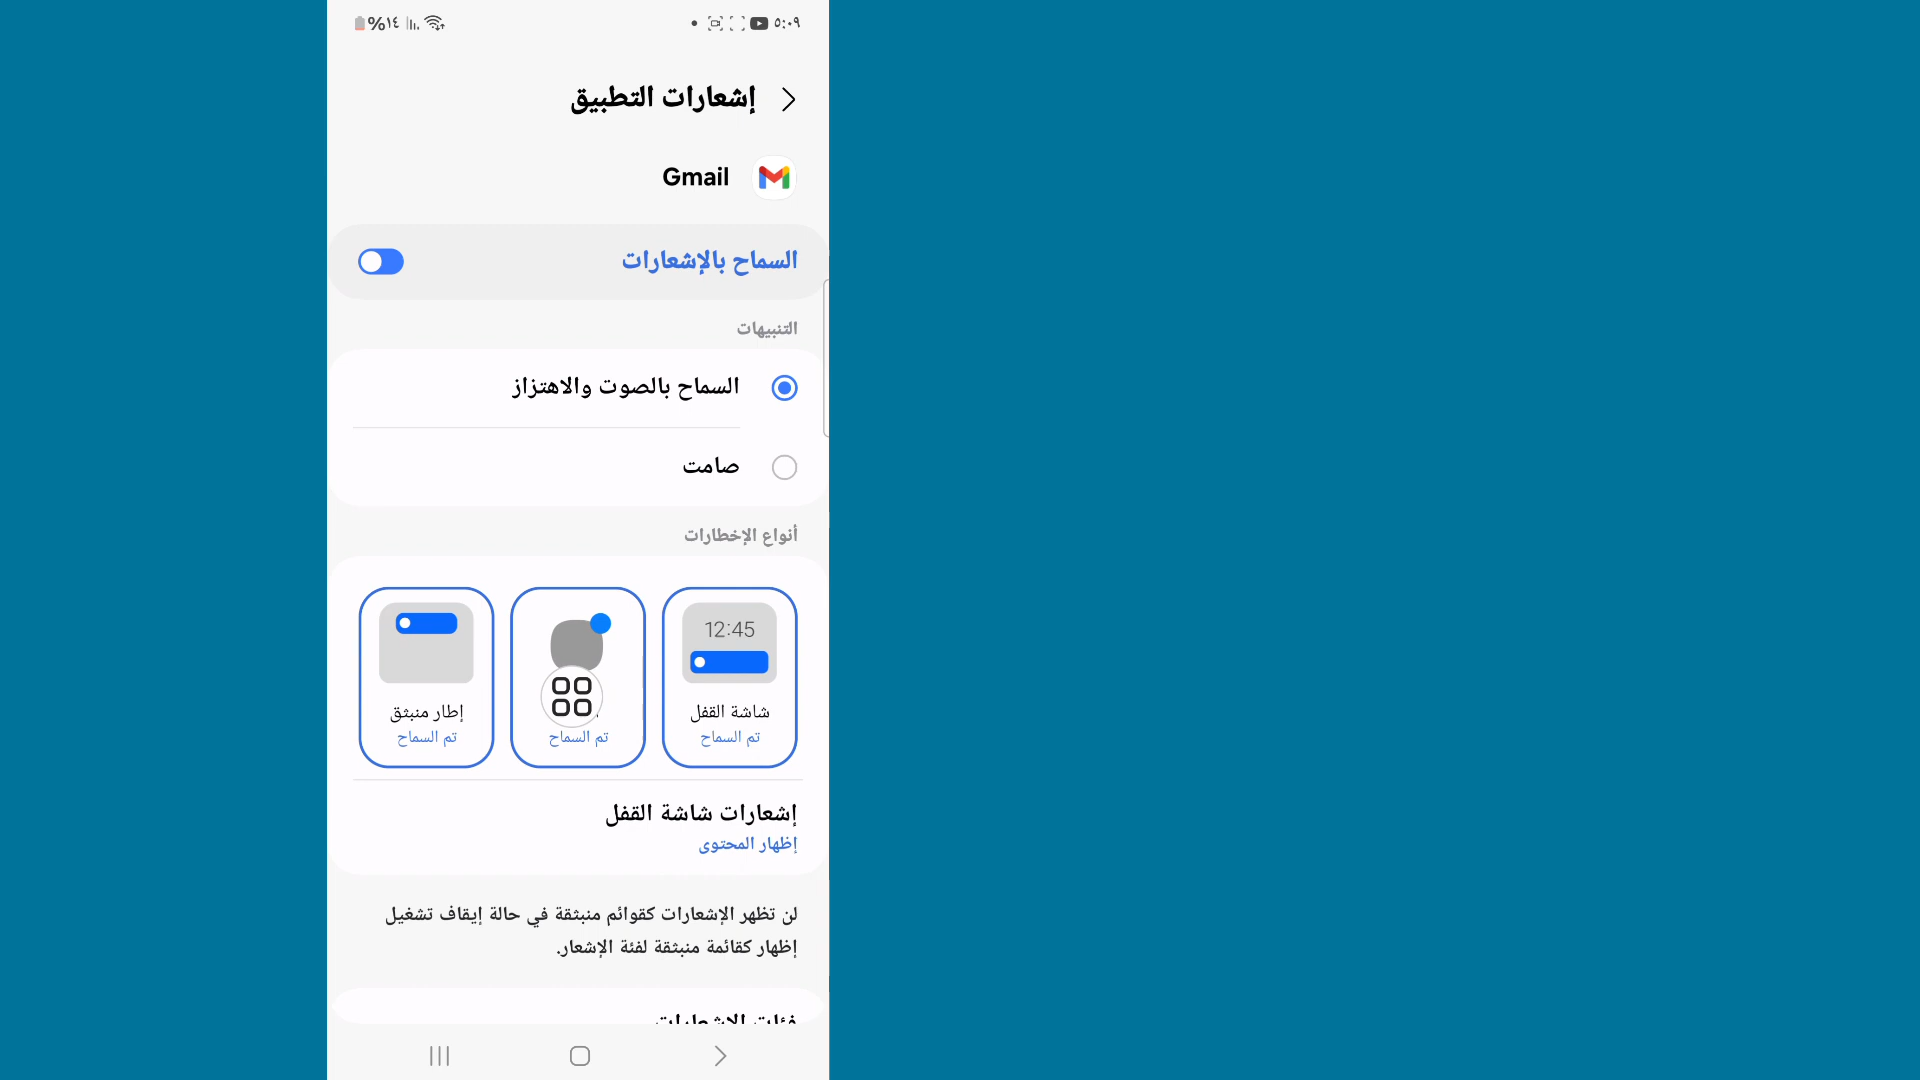 ٥:٠٩
%١٤
إشعارات التطبيق
Gmail
السماح بالإشعارات
التنبيهات
السماح بالصوت والاهتزاز
صامت
أنواع الإخطارات
12:45
شاشة القفل
تم السماح
تم السماح
إطار منبثق
تم السماح
إشعارات شاشة القفل
إظهار المحتوى
لن تظهر الإشعارات كقوائم منبثقة في حالة إيقاف تشغيل
إظهار كقائمة منبثقة لفئة الإشعار.
فئات الإشعارات